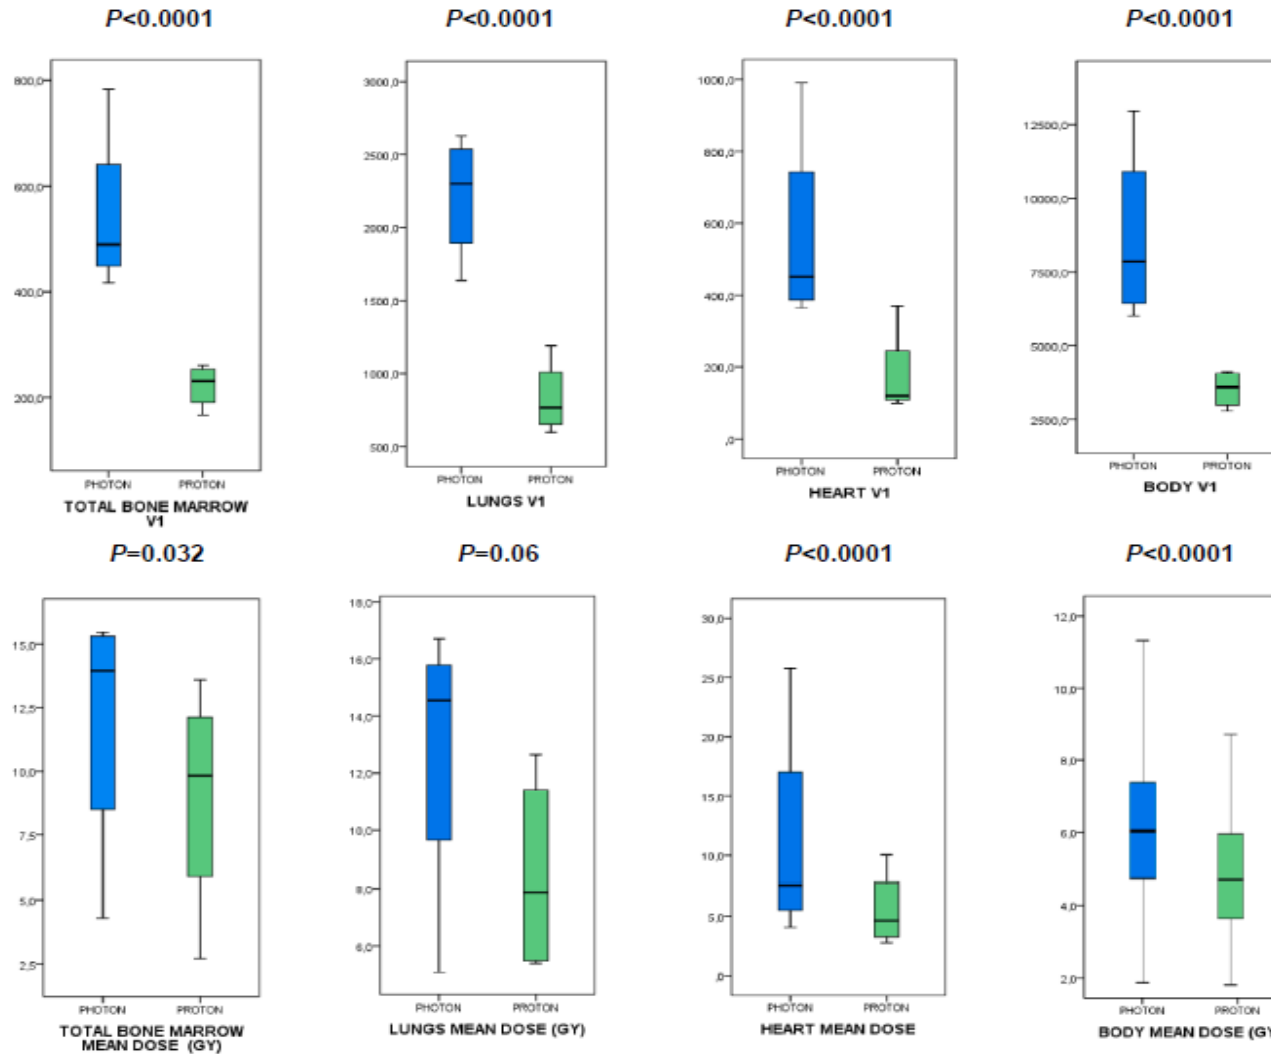 P<0.0001
P<0.0001
P<0.0001
P<0.0001
800,0
600,0
400,0
200,0
PHOTON PROTON
TOTAL BONE MARROW
V1
3000,0
2500,0
2000,0
1500,0
1000,0
500,0
PHOTON PROTON
LUNGS V1
1000,0
800,0
600,0
400,0
200,0
,0
PHOTON PROTON
HEART V1
12500,0
10000,0
7500,0
5000,0
2500,0
PHOTON PROTON
BODY V1
P=0.032
P=0.06
P<0.0001
P<0.0001
15,0
12,5
10,0
7,5
5,0
2,5
PHOTON PROTON
TOTAL BONE MARROW
MEAN DOSE (GY)
18,0
16,0
14,0
12,0
10,0
8,0
6,0
PHOTON PROTON
LUNGS MEAN DOSE (GY)
30,0
25,0
20,0
15,0
10,0
5,0
,0
PHOTON PROTON
HEART MEAN DOSE
12,0
10,0
8,0
6,0
4,0
2,0
PHOTON PROTON
BODY MEAN DOSE (GY